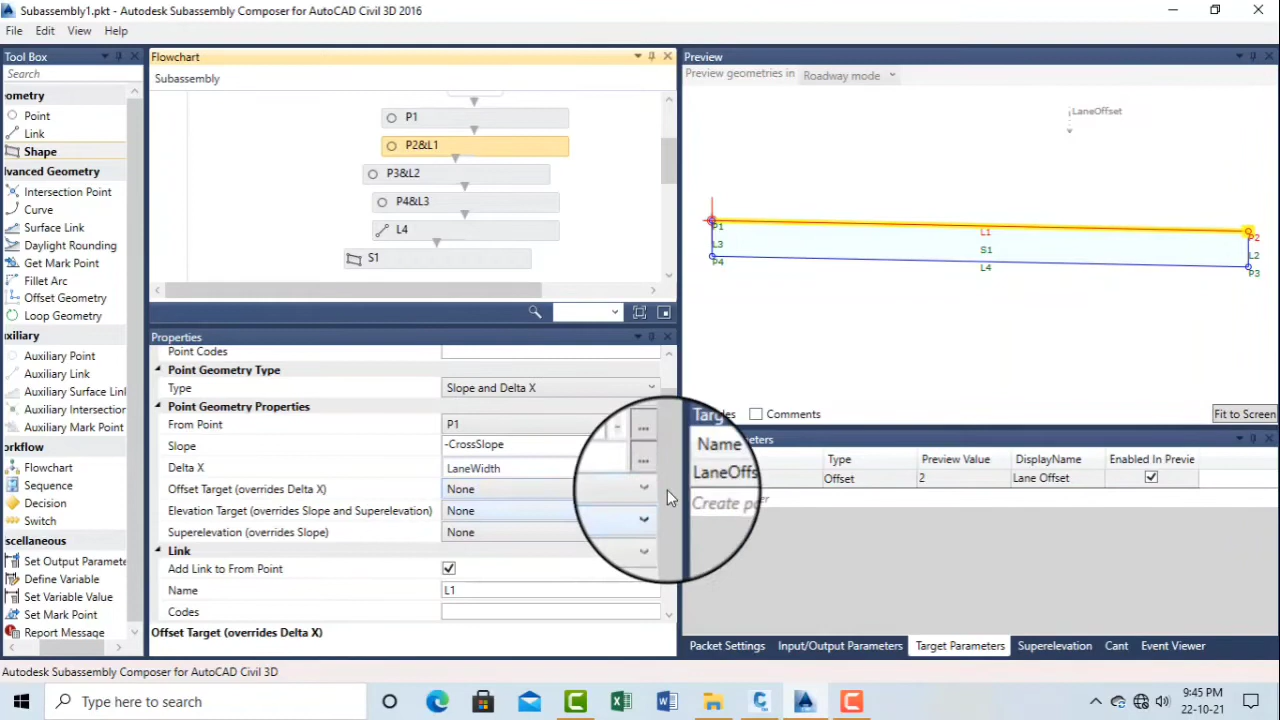 Subassembly1.pkt - Autodesk Subassembly Composer for AutoCAD Civil 3D 2016
File Edit View Help
Tool Box
Search
ometry
Point
Link
Shape
dvanced Geometry
Intersection Point
Curve
Surface Link
Daylight Rounding
Get Mark Point
Fillet Arc
Offset Geometry
Loop Geometry
uxiliary
Auxiliary Point
Auxiliary Link
Auxiliary Surface Linl
Auxiliary Intersection
Auxiliary Mark Point
orkflow
Flowchart
Sequence
Decision
Switch
scellaneous
Set Output Paramete
Define Variable
Set Variable Value
Set Mark Point
Report Message
Flowchart
Subassembly
P1
P2&L1
P3&L2
P4&L3
L4
S1
Properties
Point Codes
Point Geometry Type
Type Slope and Delta X
Point Geometry Properties
From Point P1
Slope -CrossSlope
Delta X LaneWidth
Offset Target (overrides Delta X) None
Elevation Target (overrides Slope and Superelevation) None
Superelevation (overrides Slope) None
Link
Add Link to From Point
Name L1
Codes
Offset Target (overrides Delta X)
Preview
Preview geometries in Roadway mode
LaneOffset
P1
L1
P2
L3
S1
L2
P4
L4
P3
Comments
Fit to Screen
Name Type Preview Value DisplayName Enabled In Previe
LaneOffs Offset 2 Lane Offset
Packet Settings Input/Output Parameters Target Parameters Superelevation Cant Event Viewer
Autodesk Subassembly Composer for AutoCAD Civil 3D
Type here to search
9:45 PM
22-10-21